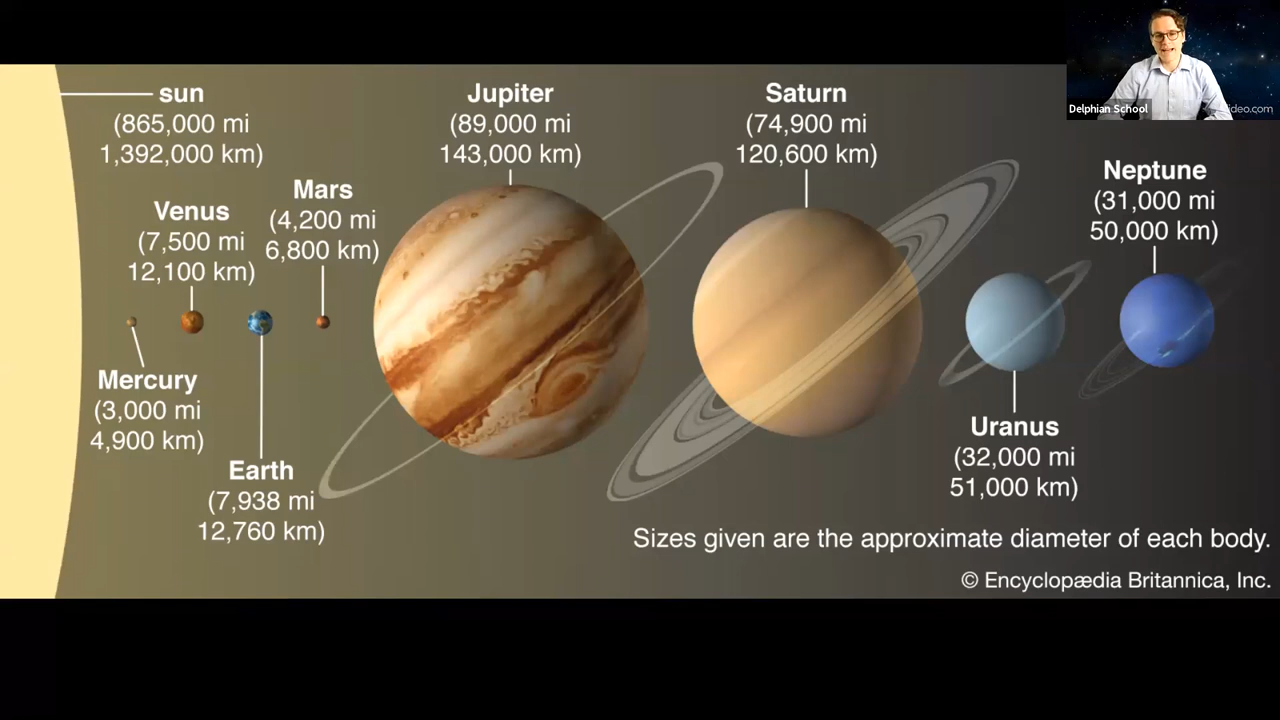 sun
(865,000 mi
1,392,000 km)
Venus
(7,500 mi
12,100 km)
Mars
(4,200 mi
6,800 km)
Mercury
(3,000 mi
4,900 km)
Earth
(7,938 mi
12,760 km)
Jupiter
(89,000 mi
143,000 km)
Saturn
(74,900 mi
120,600 km)
Uranus
(32,000 mi
51,000 km)
Neptune
(31,000 mi
50,000 km)
Sizes given are the approximate diameter of each body.
© Encyclopædia Britannica, Inc.
Delphian School